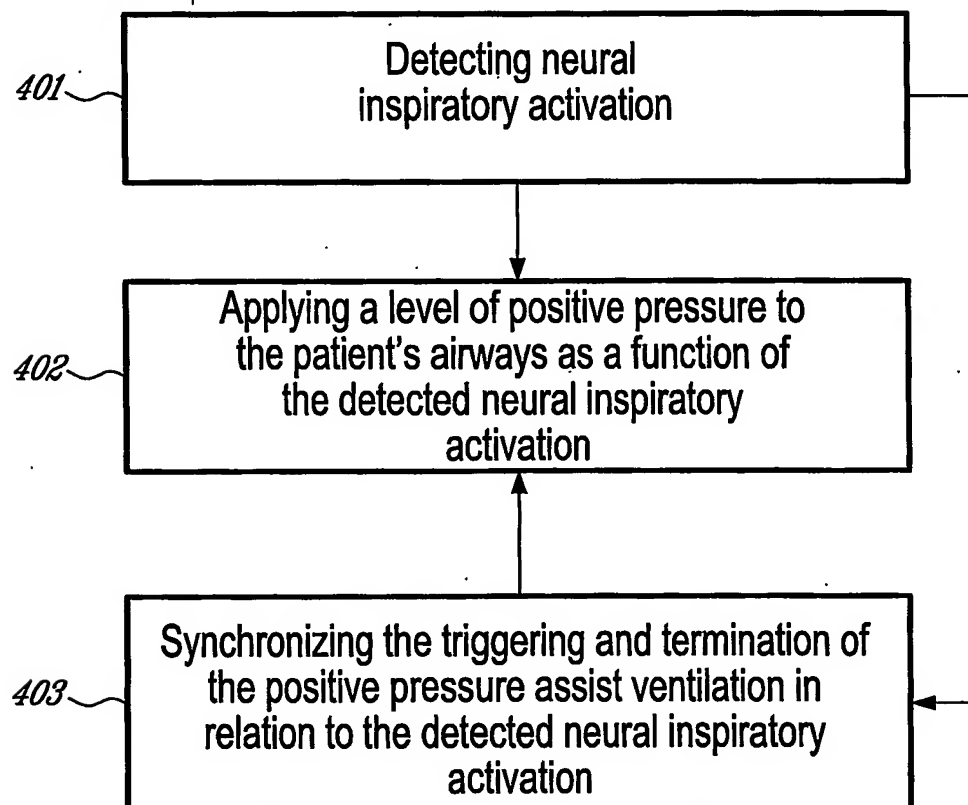 401
Detecting neural
inspiratory activation
402
Applying a level of positive pressure to
the patient's airways as a function of
the detected neural inspiratory
activation
403
Synchronizing the triggering and termination of
the positive pressure assist ventilation in
relation to the detected neural inspiratory
activation